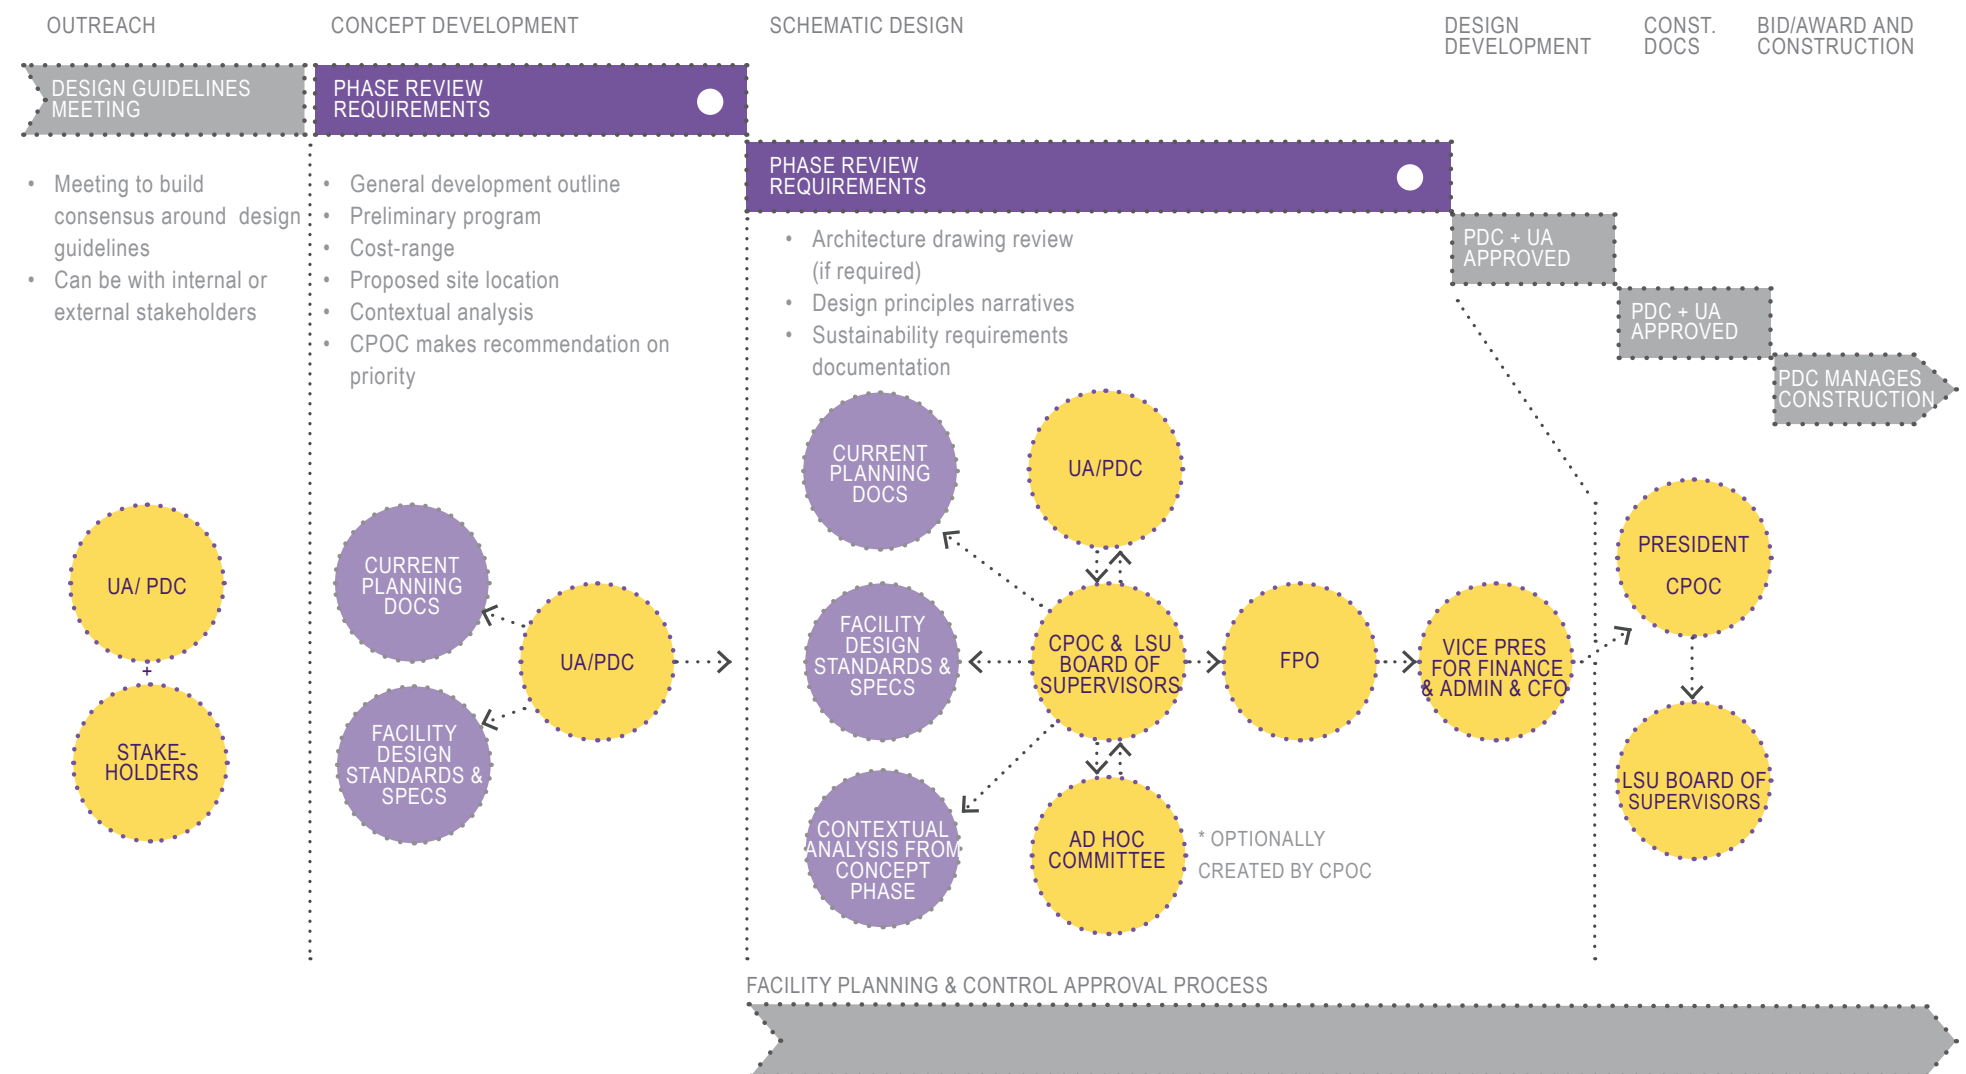 OUTREACH
CONCEPT DEVELOPMENT
SCHEMATIC DESIGN
DESIGN
DEVELOPMENT
CONST.
DOCS
BID/AWARD AND
CONSTRUCTION
DESIGN GUIDELINES
MEETING
PHASE REVIEW
REQUIREMENTS
PHASE REVIEW
REQUIREMENTS
PDC + UA
APPROVED
PDC + UA
APPROVED
PDC MANAGES
CONSTRUCTION
• Meeting to build
consensus around design
guidelines
• Can be with internal or
external stakeholders
• General development outline
• Preliminary program
• Cost-range
• Proposed site location
• Contextual analysis
• CPOC makes recommendation on
priority
• Architecture drawing review
(if required)
• Design principles narratives
• Sustainability requirements
documentation
UA/ PDC
+
STAKE-
HOLDERS
CURRENT
PLANNING
DOCS
FACILITY
DESIGN
STANDARDS &
SPECS
UA/PDC
CURRENT
PLANNING
DOCS
FACILITY
DESIGN
STANDARDS &
SPECS
CONTEXTUAL
ANALYSIS FROM
CONCEPT
PHASE
UA/PDC
CPOC & LSU
BOARD OF
SUPERVISORS
AD HOC
COMMITTEE
* OPTIONALLY
CREATED BY CPOC
FPO
VICE PRES
FOR FINANCE
& ADMIN & CFO
PRESIDENT
CPOC
LSU BOARD OF
SUPERVISORS
FACILITY PLANNING & CONTROL APPROVAL PROCESS